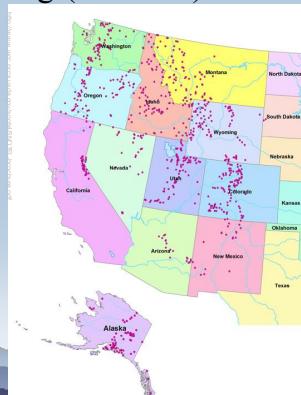 Washington
Montana
North Dakota
Oregon
Idaho
South Dakota
Wyoming
Nebraska
Nevada
Utah
Colorado
Kansas
California
Oklahoma
Arizona
New Mexico
Texas
Alaska